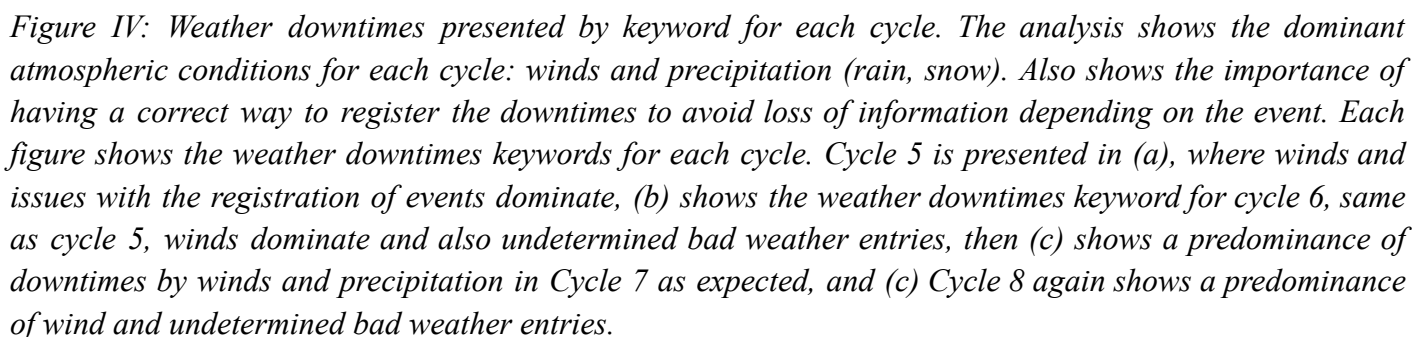 Figure IV: Weather downtimes presented by keyword for each cycle. The analysis shows the dominant
atmospheric conditions for each cycle: winds and precipitation (rain, snow). Also shows the importance of
having a correct way to register the downtimes to avoid loss of information depending on the event. Each
figure shows the weather downtimes keywords for each cycle. Cycle 5 is presented in (a), where winds and
issues with the registration of events dominate, (b) shows the weather downtimes keyword for cycle 6, same
as cycle 5, winds dominate and also undetermined bad weather entries, then (c) shows a predominance of
downtimes by winds and precipitation in Cycle 7 as expected, and (c) Cycle 8 again shows a predominance
of wind and undetermined bad weather entries.